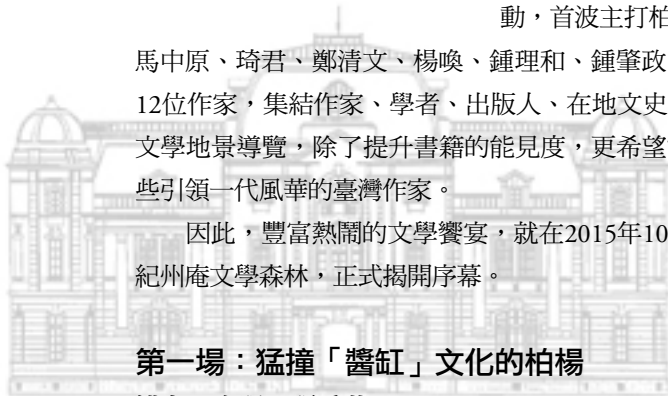 動，首波主打柏
馬中原、琦君、鄭清文、楊喚、鍾理和、鍾肇政
12位作家，集結作家、學者、出版人、在地文史
文學地景導覽，除了提升書籍的能見度，更希望
些引領一代風華的臺灣作家。
因此，豐富熱鬧的文學饗宴，就在2015年10
紀州庵文學森林，正式揭開序幕。
第一場：猛撞「醬缸」文化的柏楊